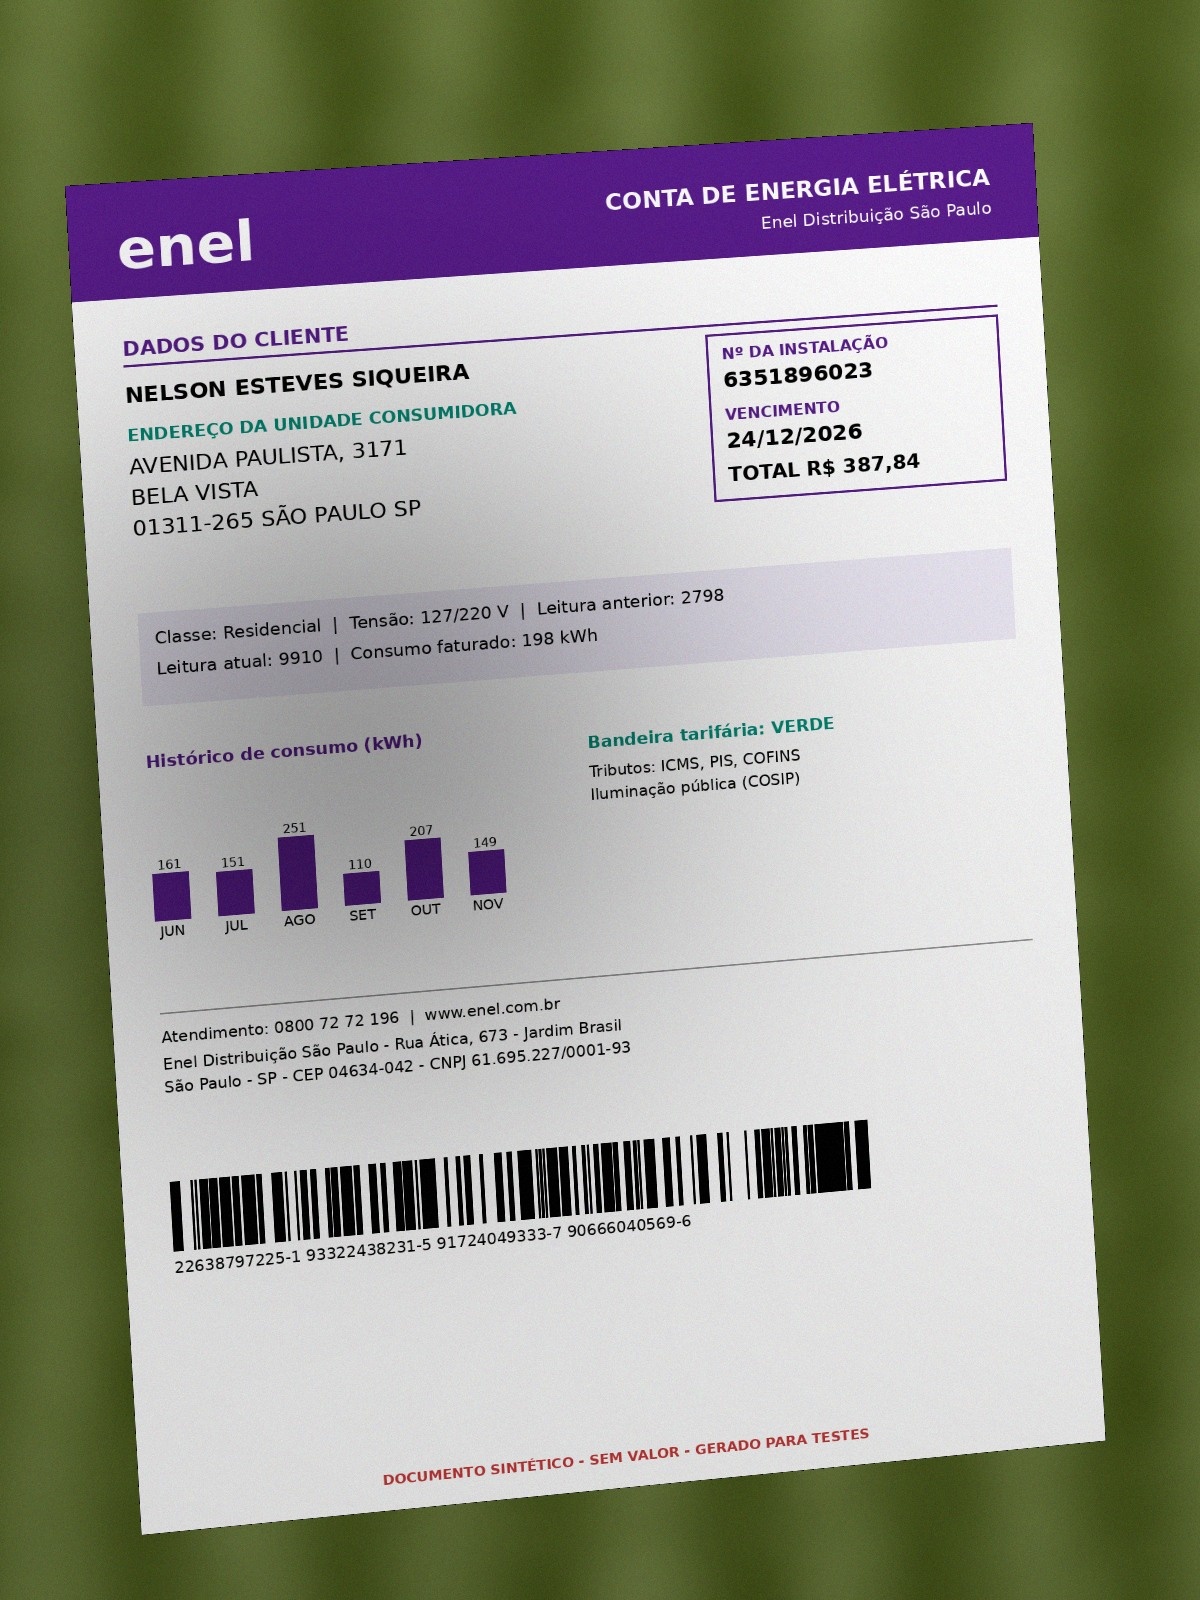 enel
CONTA DE ENERGIA ELÉTRICA
Enel Distribuição São Paulo
DADOS DO CLIENTE
NELSON ESTEVES SIQUEIRA
ENDEREÇO DA UNIDADE CONSUMIDORA
AVENIDA PAULISTA, 3171
BELA VISTA
01311-265 SÃO PAULO SP
Nº DA INSTALAÇÃO
6351896023
VENCIMENTO
24/12/2026
TOTAL R$ 387,84
Classe: Residencial | Tensão: 127/220 V | Leitura anterior: 2798
Leitura atual: 9910 | Consumo faturado: 198 kWh
Histórico de consumo (kWh)
161 151 251 110 207 149
JUN JUL AGO SET OUT NOV
Bandeira tarifária: VERDE
Tributos: ICMS, PIS, COFINS
Iluminação pública (COSIP)
Atendimento: 0800 72 72 196 | www.enel.com.br
Enel Distribuição São Paulo - Rua Ática, 673 - Jardim Brasil
São Paulo - SP - CEP 04634-042 - CNPJ 61.695.227/0001-93
22638797225-1 93322438231-5 91724049333-7 90666040569-6
DOCUMENTO SINTÉTICO - SEM VALOR - GERADO PARA TESTES